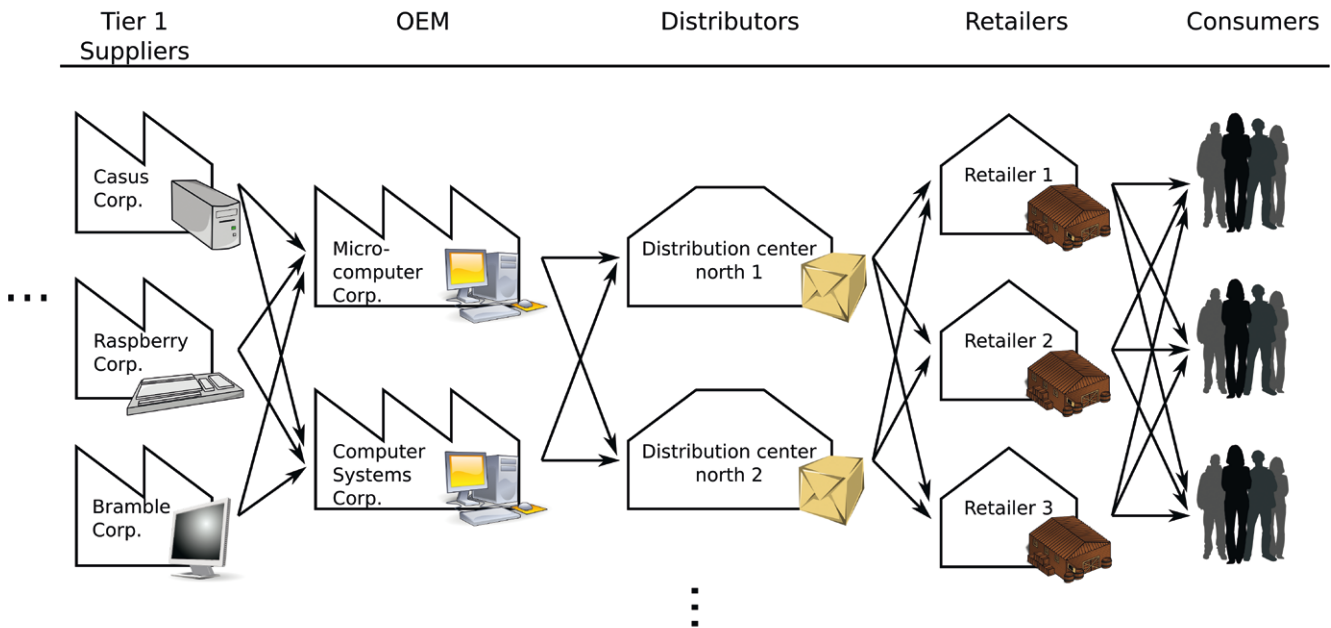 Tier 1
Suppliers
OEM
Distributors
Retailers
Consumers
Casus
Corp.
Raspberry
Corp.
Bramble
Corp.
Micro-
computer
Corp.
Computer
Systems
Corp.
Distribution center
north 1
Distribution center
north 2
Retailer 1
Retailer 2
Retailer 3
...
...